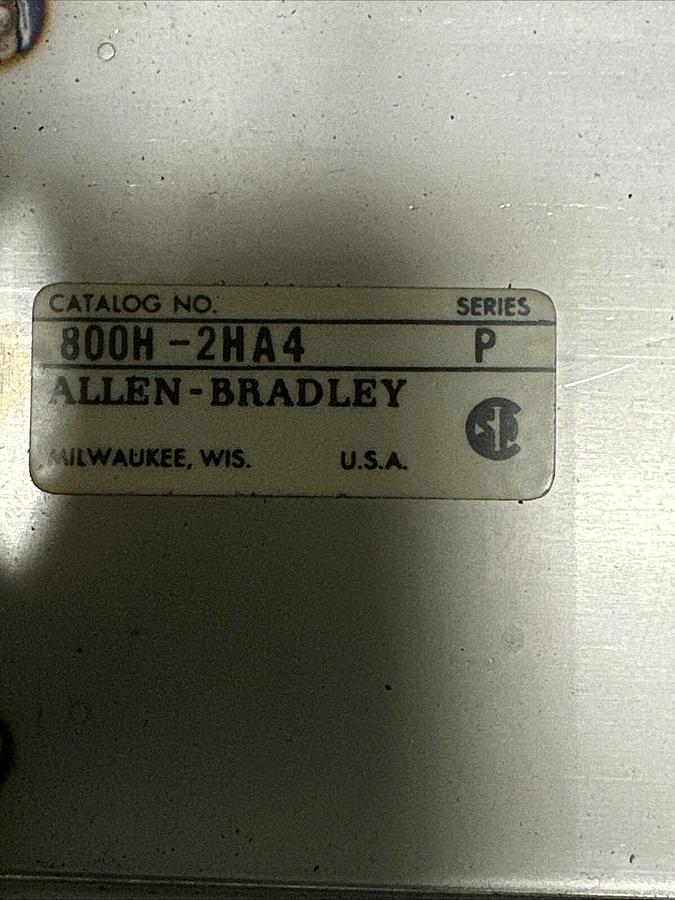 CATALOG NO. SERIES
800H-2HA4 P
ALLEN-BRADLEY
MILWAUKEE, WIS. U.S.A.